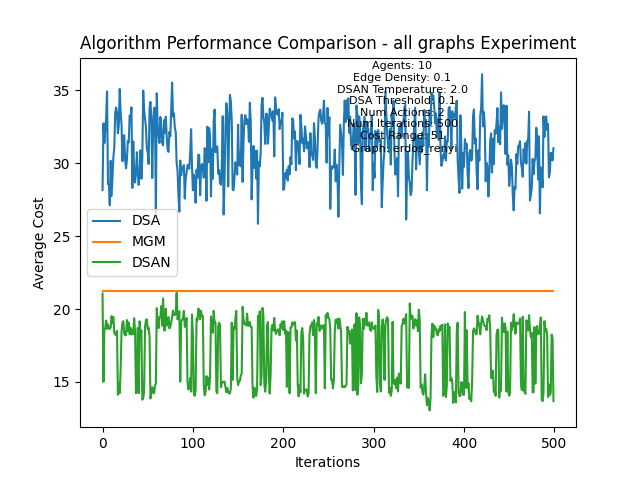 Algorithm Performance Comparison - all graphs Experiment
Agents: 10
Edge Density: 0.1
DSAN Temperature: 2.0
DSA Threshold: 0.1
Num Actions: 2
Num Iterations: 500
Cost Range: 51
Graph: erdos_renyi
35
30
25
20
15
Average Cost
DSA
MGM
DSAN
0
100
200
300
400
500
Iterations